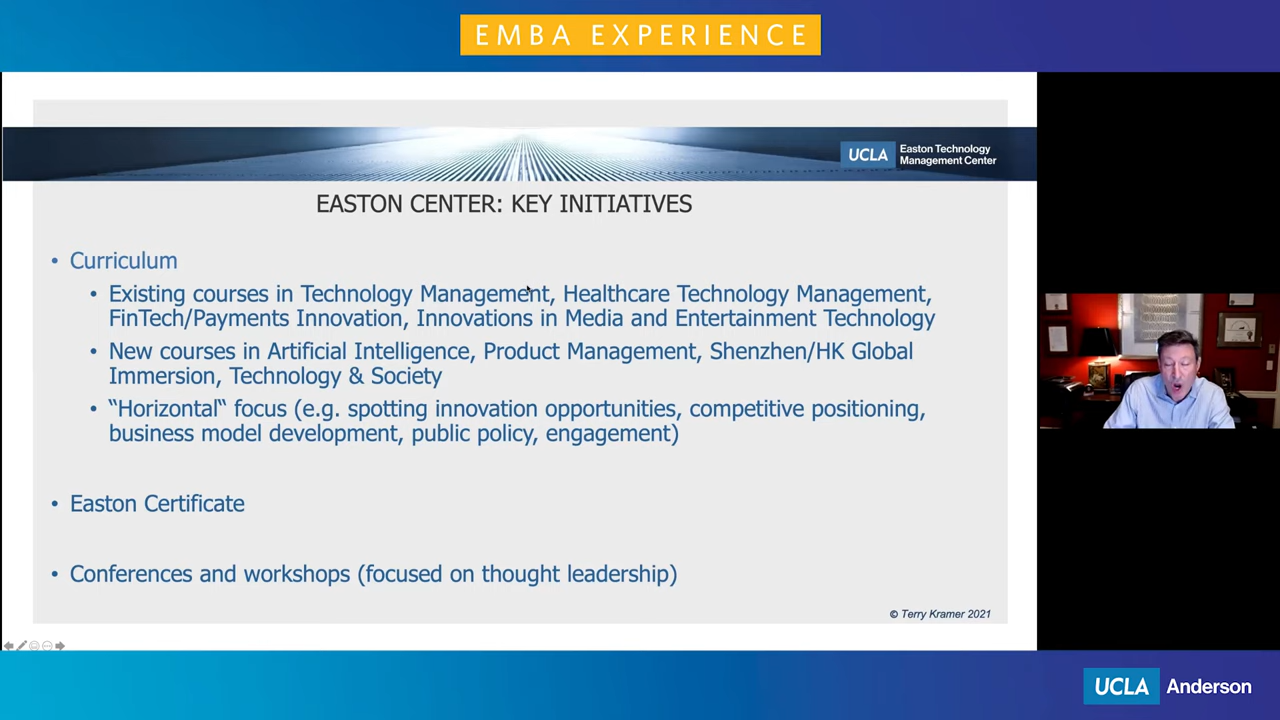 EMBA EXPERIENCE
UCLA
Easton Technology
Management Center
EASTON CENTER: KEY INITIATIVES
• Curriculum
• Existing courses in Technology Management, Healthcare Technology Management,
FinTech/Payments Innovation, Innovations in Media and Entertainment Technology
• New courses in Artificial Intelligence, Product Management, Shenzhen/HK Global
Immersion, Technology & Society
• “Horizontal“ focus (e.g. spotting innovation opportunities, competitive positioning,
business model development, public policy, engagement)
• Easton Certificate
• Conferences and workshops (focused on thought leadership)
© Terry Kramer 2021
UCLA Anderson